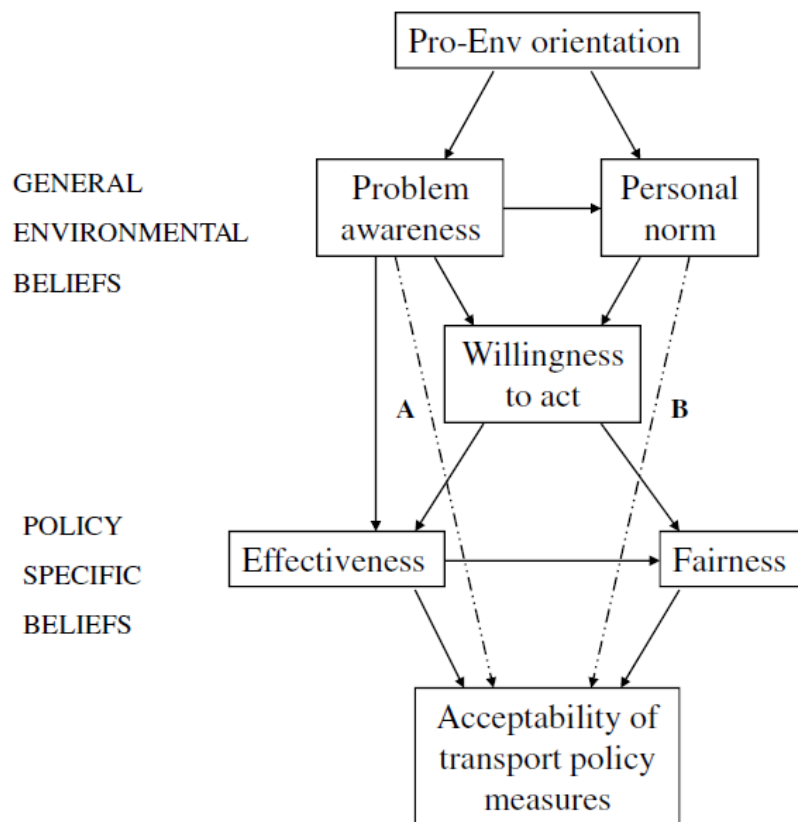 Pro-Env orientation
GENERAL
ENVIRONMENTAL
BELIEFS
Problem
awareness
Personal
norm
Willingness
to act
A
B
POLICY
SPECIFIC
BELIEFS
Effectiveness
Fairness
Acceptability of
transport policy
measures